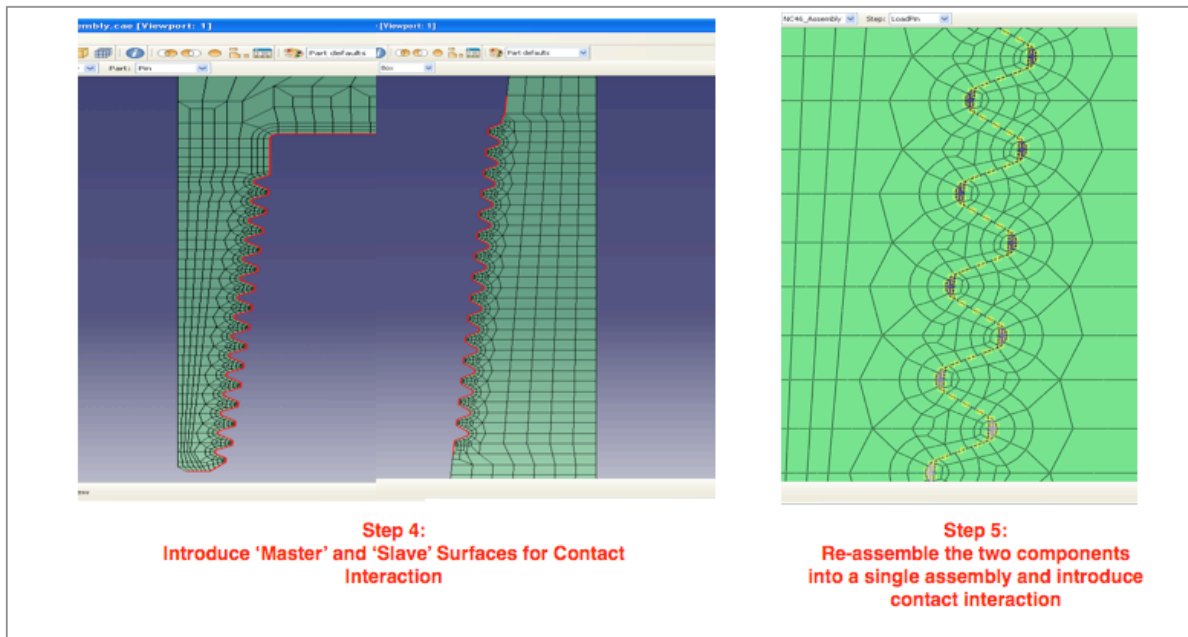 embly.cae [Viewport: 1]
[Viewport: 1]
Part defaults
Part defaults
Part: Pin
Box
NC46_Assembly Step: LoadPin
Step 4:
Introduce ‘Master’ and ‘Slave’ Surfaces for Contact
Interaction
Step 5:
Re-assemble the two components
into a single assembly and introduce
contact interaction